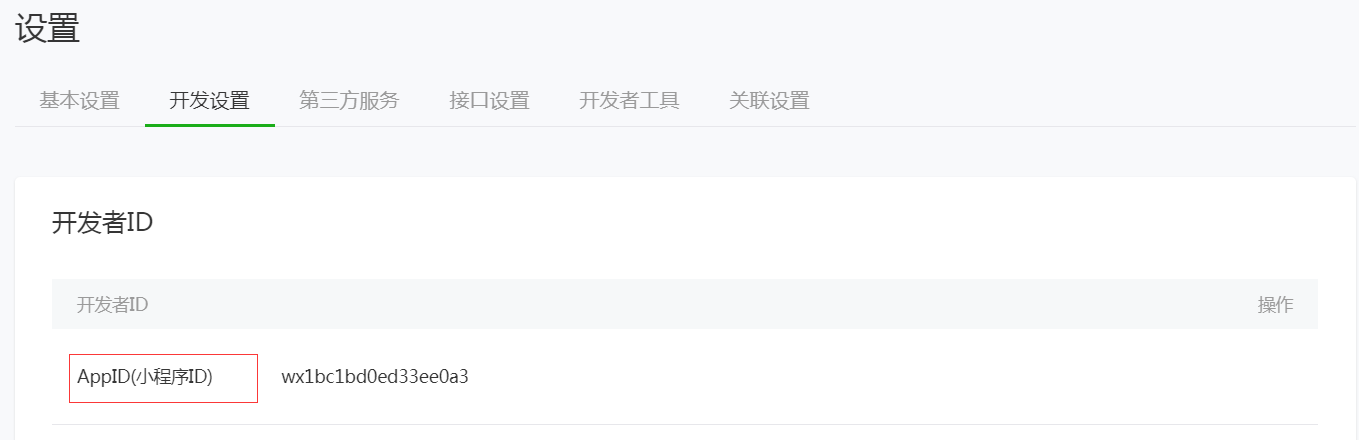 设置
基本设置 开发设置 第三方服务 接口设置 开发者工具 关联设置
开发者ID
开发者ID 操作
AppID(小程序ID) wx1bc1bd0ed33ee0a3